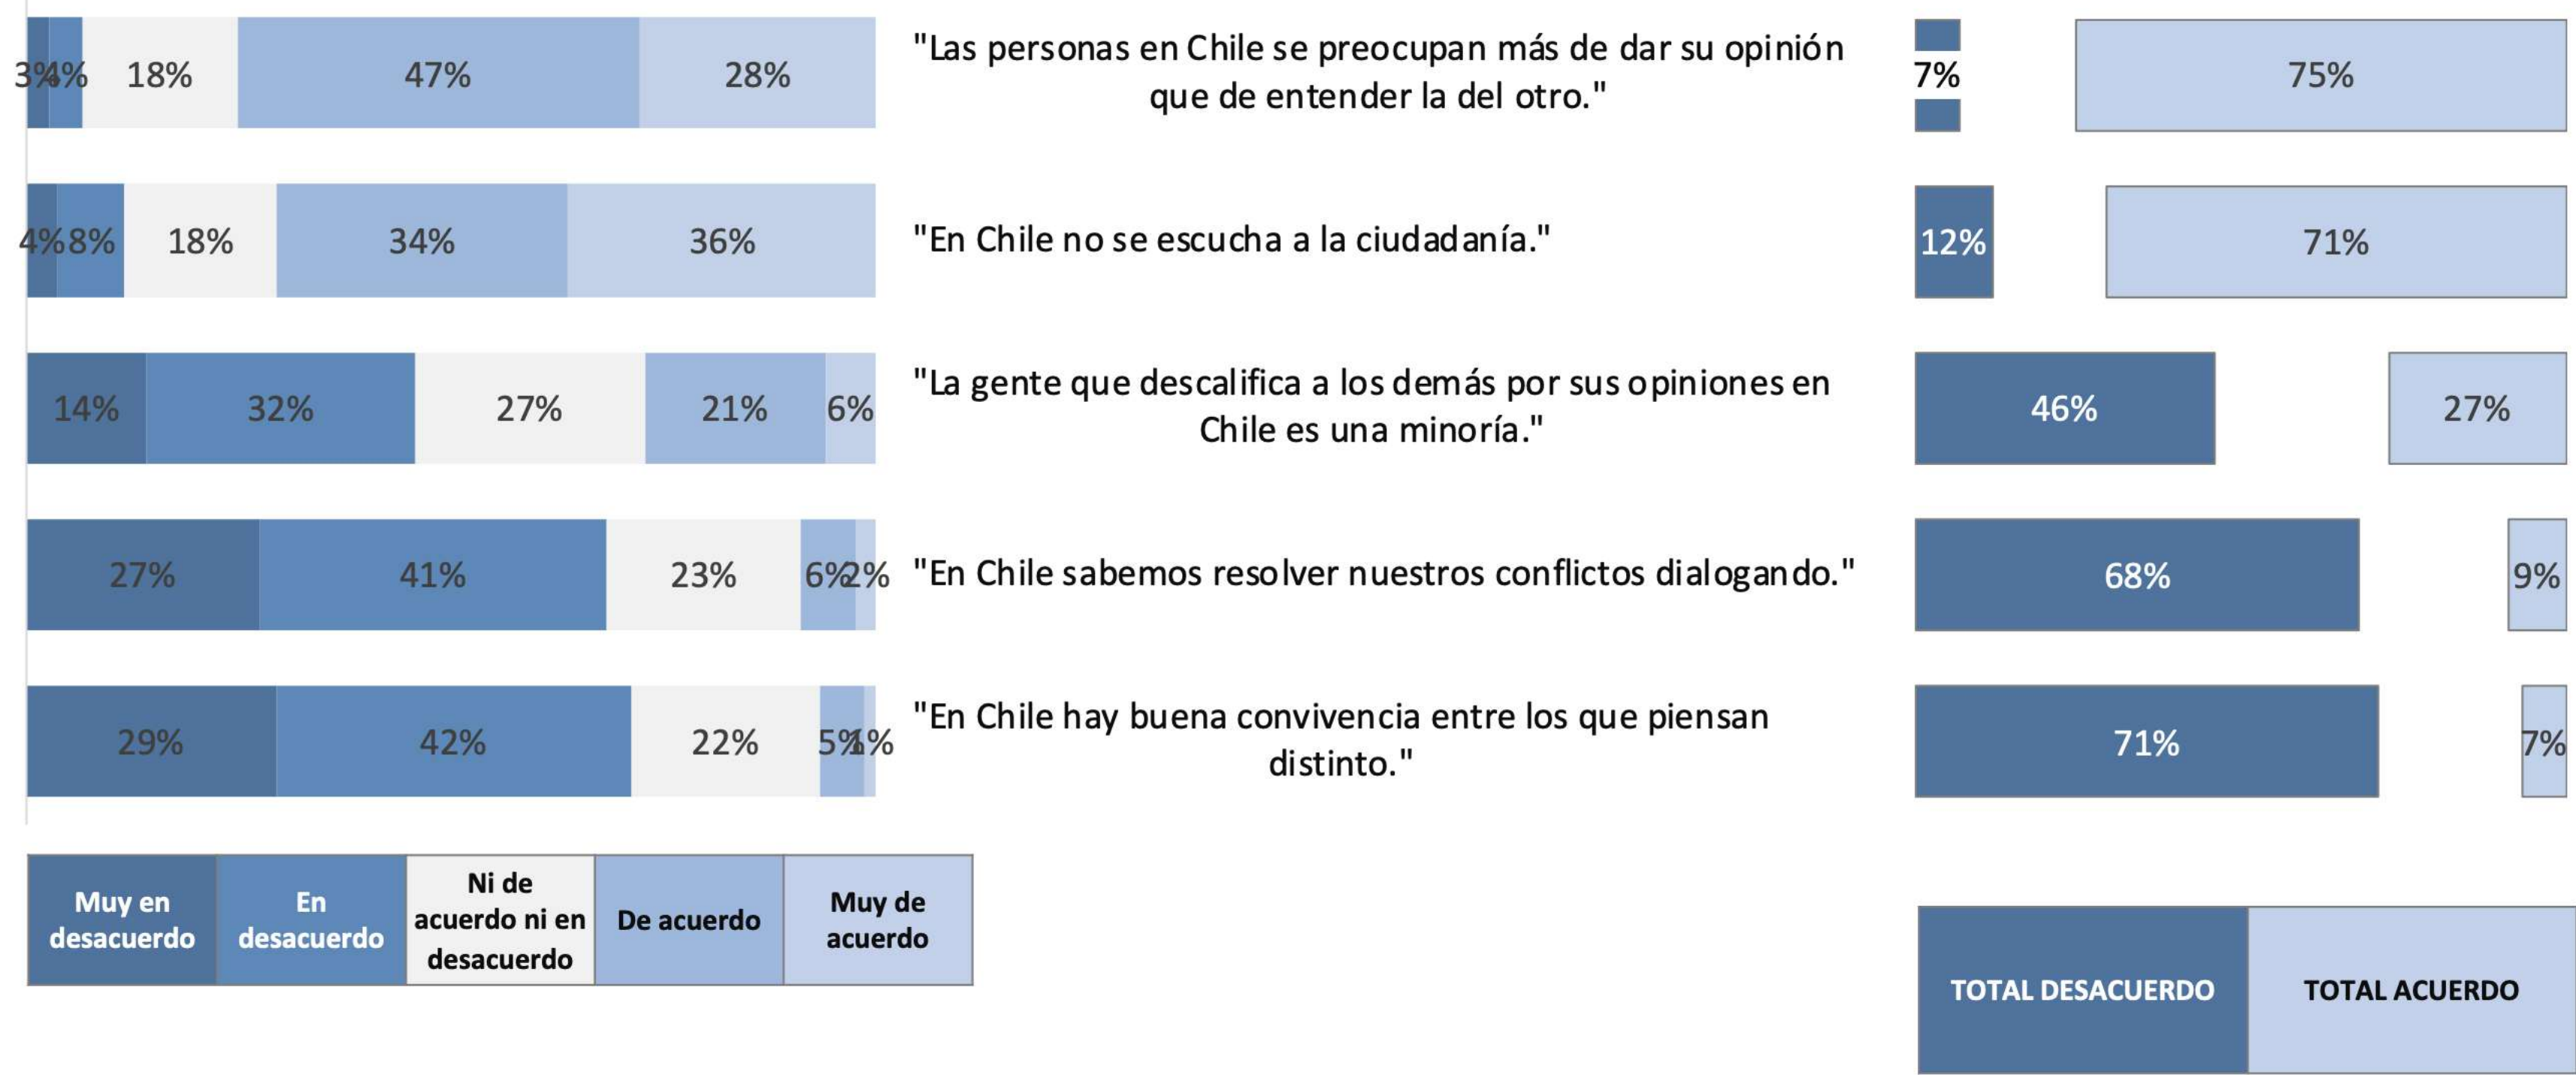 3% 4% 18% 47% 28%
"Las personas en Chile se preocupan más de dar su opinión
que de entender la del otro."
7% 75%
4% 8% 18% 34% 36%
"En Chile no se escucha a la ciudadanía."
12% 71%
14% 32% 27% 21% 6%
"La gente que descalifica a los demás por sus opiniones en
Chile es una minoría."
46% 27%
27% 41% 23% 6% 2%
"En Chile sabemos resolver nuestros conflictos dialogando."
68% 9%
29% 42% 22% 5% 1%
"En Chile hay buena convivencia entre los que piensan
distinto."
71% 7%
Muy en
desacuerdo
En
desacuerdo
Ni de
acuerdo ni en
desacuerdo
De acuerdo
Muy de
acuerdo
TOTAL DESACUERDO
TOTAL ACUERDO